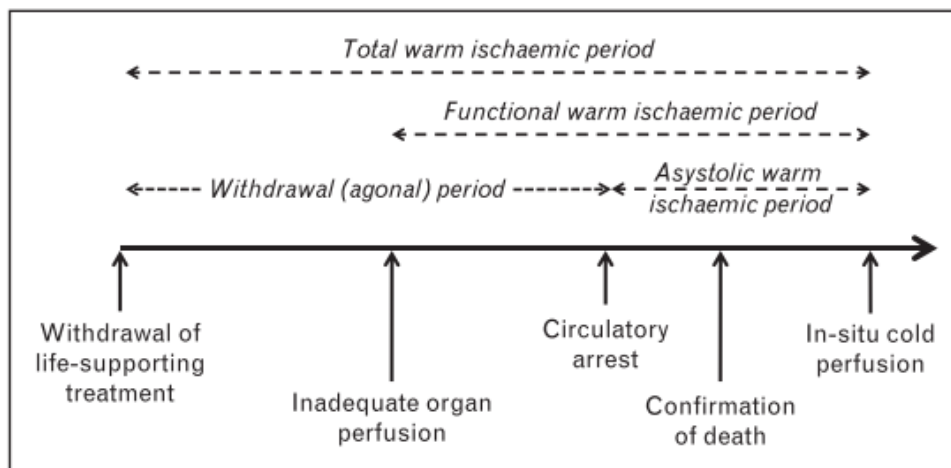 Total warm ischaemic period
Functional warm ischaemic period
Withdrawal (agonal) period
Asystolic warm
ischaemic period
Withdrawal of
life-supporting
treatment
Inadequate organ
perfusion
Circulatory
arrest
Confirmation
of death
In-situ cold
perfusion